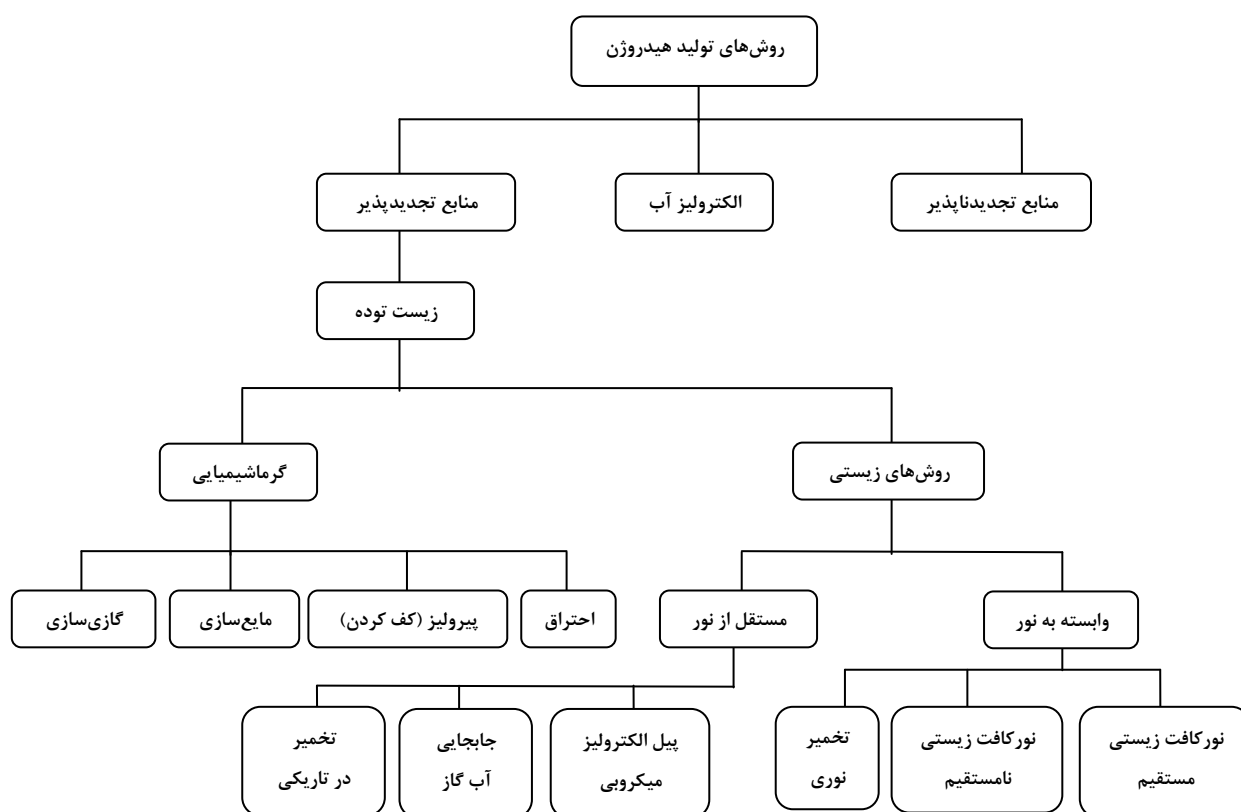 روش‌های تولید هیدروژن
منابع تجدیدناپذیر
الکترولیز آب
منابع تجدیدپذیر
زیست توده
روش‌های زیستی
گرماشیمیایی
وابسته به نور
مستقل از نور
احتراق
پیرولیز (کف کردن)
مایع‌سازی
گازی‌سازی
نورکافت زیستی
مستقیم
نورکافت زیستی
نامستقیم
تخمیر
نوری
پیل الکترولیز
میکروبی
جابجایی
آب گاز
تخمیر
در تاریکی